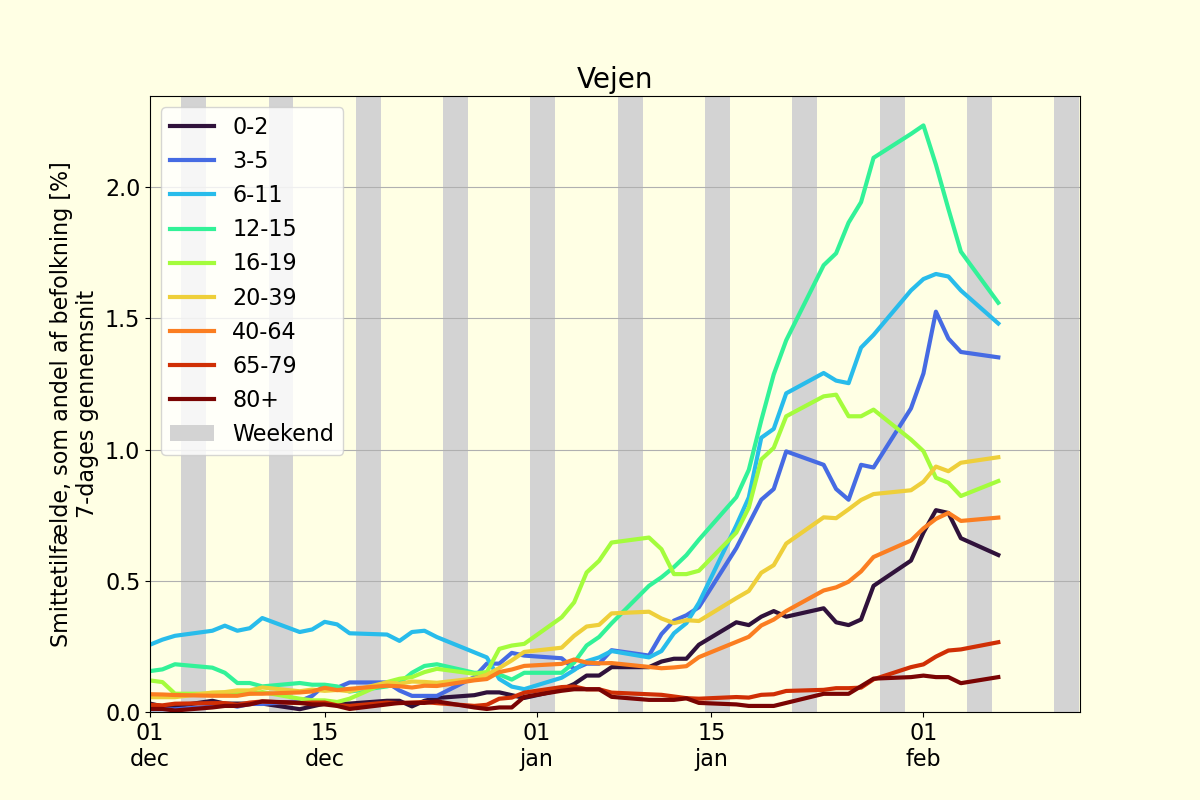 Vejen
Smittetilfælde, som andel af befolkning [%]
7-dages gennemsnit
2.0
1.5
1.0
0.5
0.0
0-2
3-5
6-11
12-15
16-19
20-39
40-64
65-79
80+
Weekend
01 15 01 15 01
dec dec jan jan feb